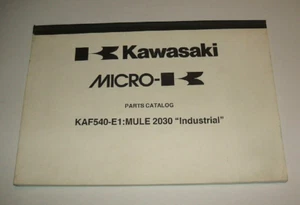 Kawasaki
MICRO-K
PARTS CATALOG
KAF540-E1:MULE 2030 "Industrial"